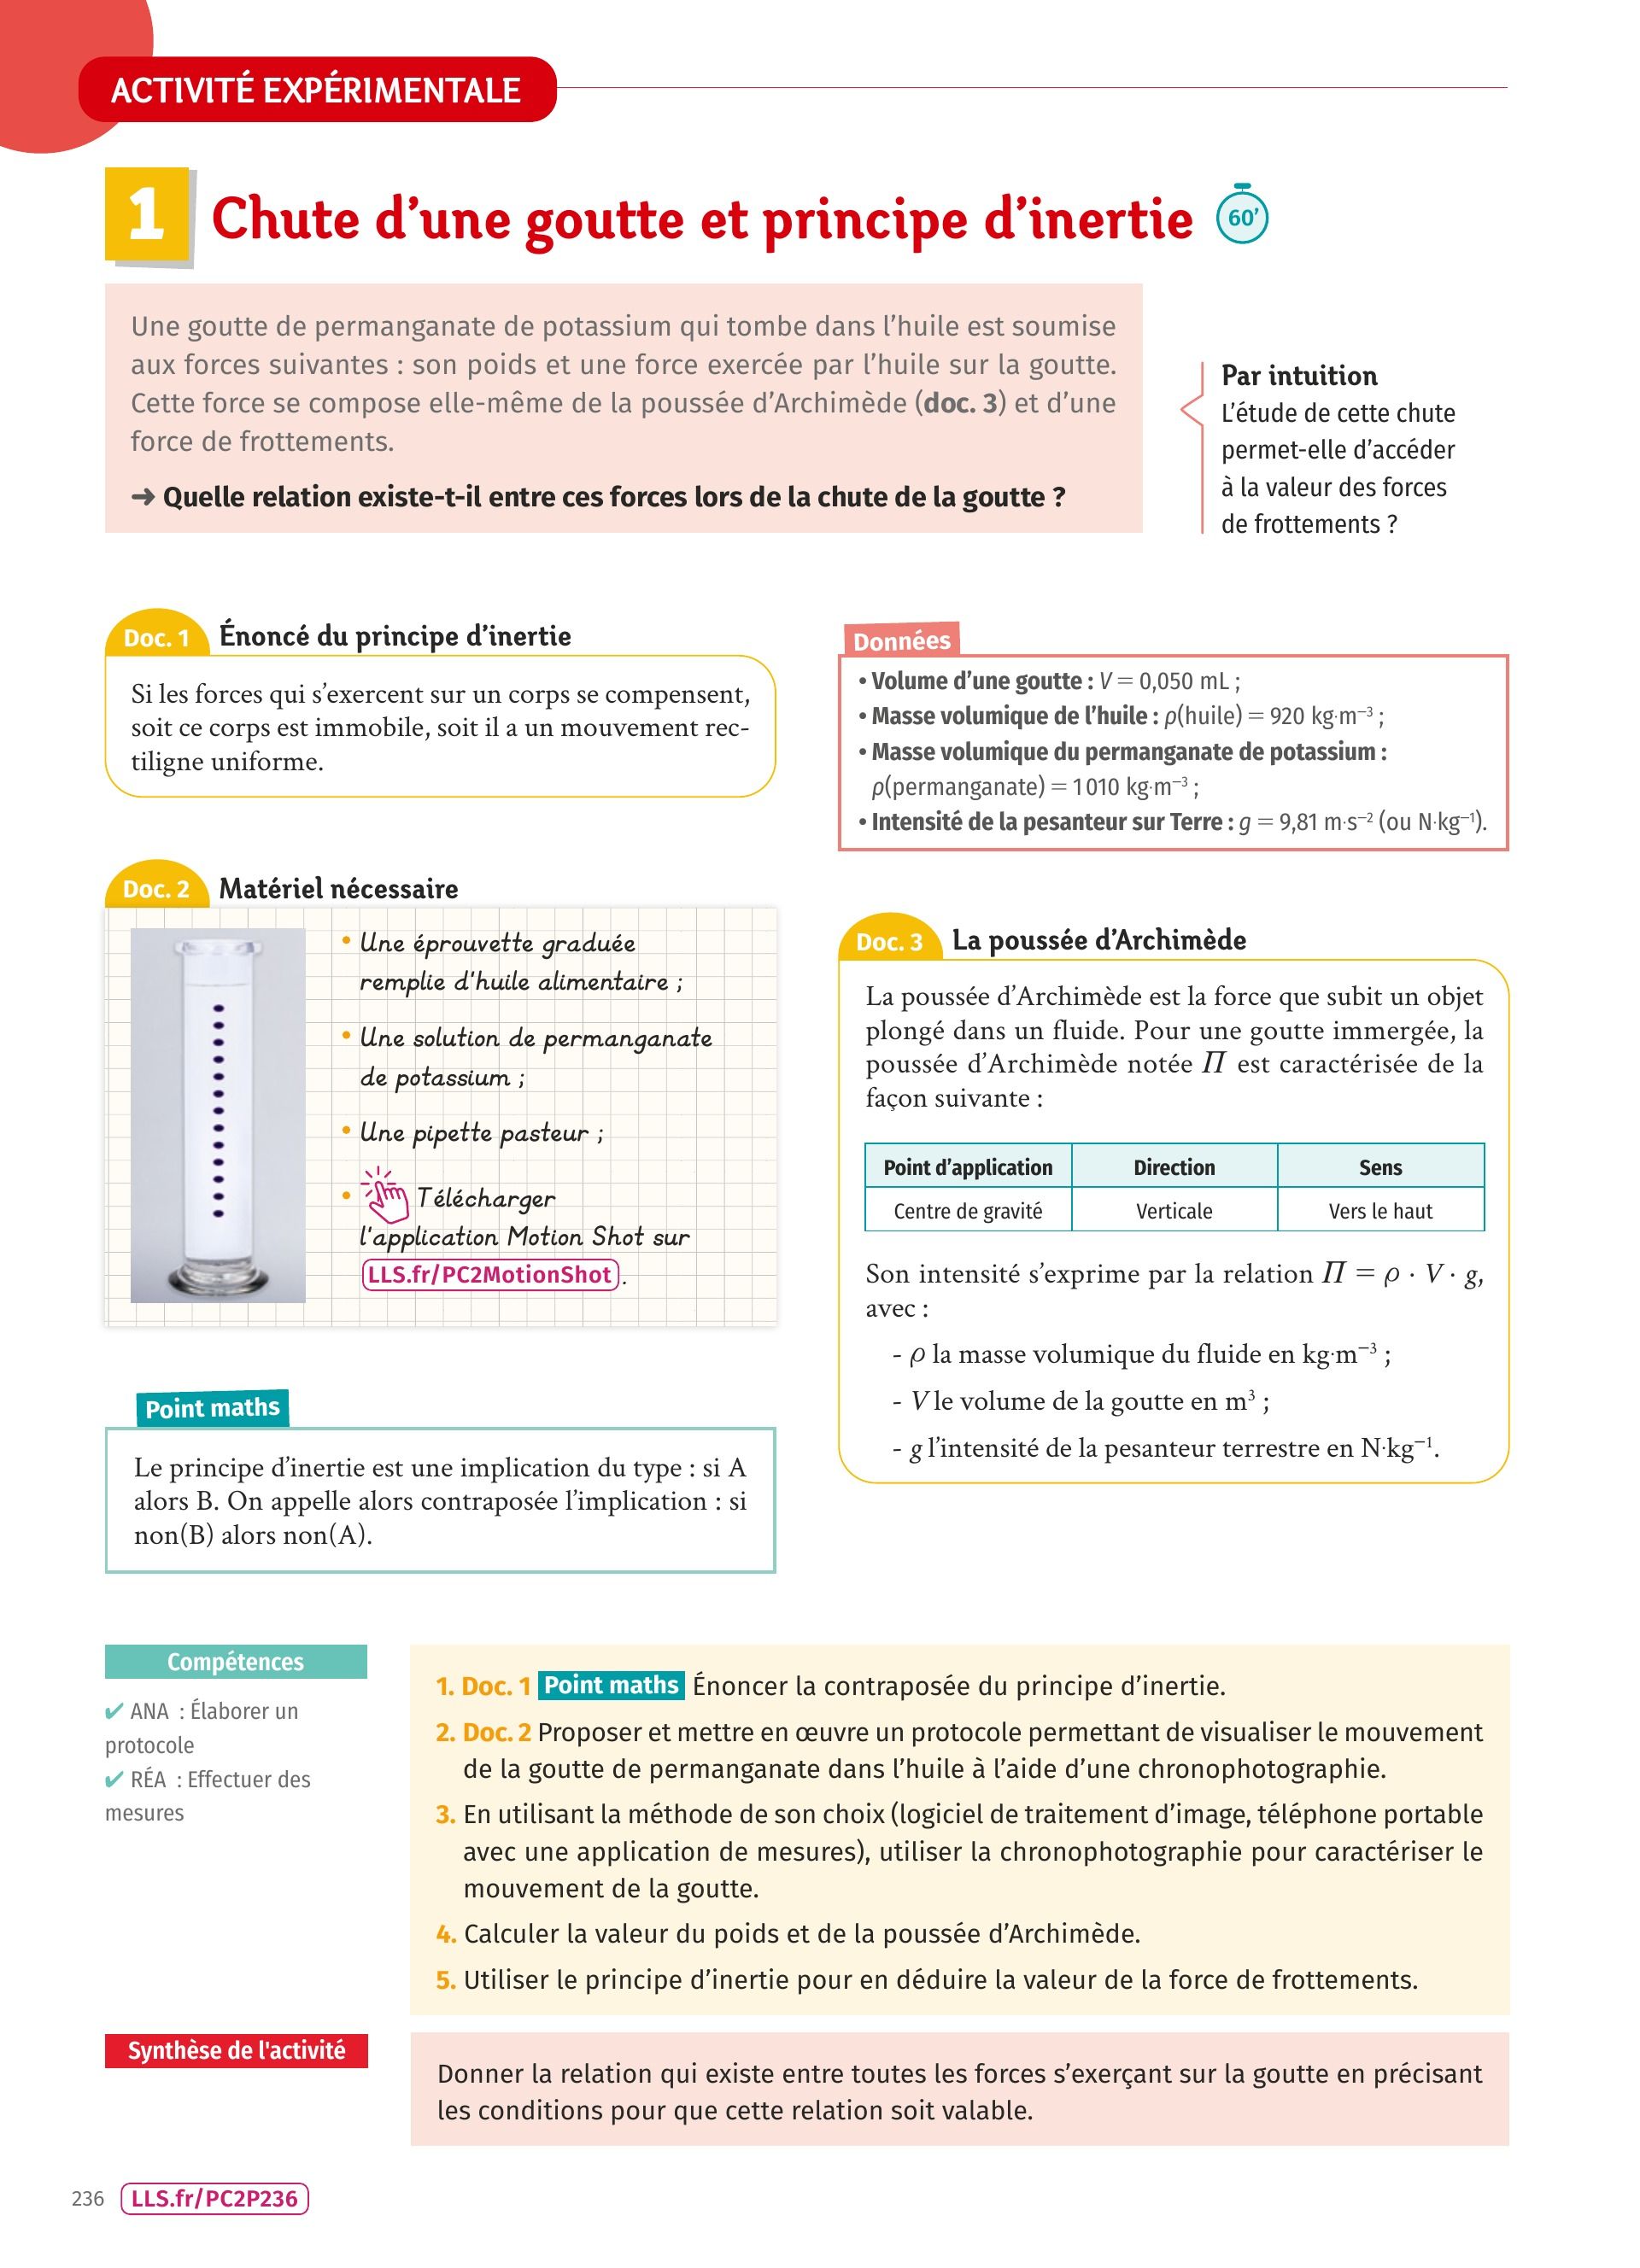 ACTIVITÉ EXPÉRIMENTALE
1 Chute d’une goutte et principe d’inertie 60’
Une goutte de permanganate de potassium qui tombe dans l’huile est soumise
aux forces suivantes : son poids et une force exercée par l’huile sur la goutte.
Cette force se compose elle-même de la poussée d’Archimède (doc. 3) et d’une
force de frottements.
➜ Quelle relation existe-t-il entre ces forces lors de la chute de la goutte ?
Par intuition
L’étude de cette chute
permet-elle d’accéder
à la valeur des forces
de frottements ?
Doc. 1 Énoncé du principe d’inertie
Si les forces qui s’exercent sur un corps se compensent,
soit ce corps est immobile, soit il a un mouvement rec-
tiligne uniforme.
Données
• Volume d’une goutte : V = 0,050 mL ;
• Masse volumique de l’huile : ρ(huile) = 920 kg·m⁻³ ;
• Masse volumique du permanganate de potassium :
ρ(permanganate) = 1 010 kg·m⁻³ ;
• Intensité de la pesanteur sur Terre : g = 9,81 m·s⁻² (ou N·kg⁻¹).
Doc. 2 Matériel nécessaire
• Une éprouvette graduée
remplie d'huile alimentaire ;
• Une solution de permanganate
de potassium ;
• Une pipette pasteur ;
• Télécharger
l'application Motion Shot sur
LLS.fr/PC2MotionShot .
Doc. 3 La poussée d’Archimède
La poussée d’Archimède est la force que subit un objet
plongé dans un fluide. Pour une goutte immergée, la
poussée d’Archimède notée Π est caractérisée de la
façon suivante :
Point d’application Direction Sens
Centre de gravité Verticale Vers le haut
Son intensité s’exprime par la relation Π = ρ · V · g,
avec :
- ρ la masse volumique du fluide en kg·m⁻³ ;
- V le volume de la goutte en m³ ;
- g l’intensité de la pesanteur terrestre en N·kg⁻¹.
Point maths
Le principe d’inertie est une implication du type : si A
alors B. On appelle alors contraposée l’implication : si
non(B) alors non(A).
Compétences
✔ ANA : Élaborer un
protocole
✔ RÉA : Effectuer des
mesures
1. Doc. 1 Point maths Énoncer la contraposée du principe d’inertie.
2. Doc. 2 Proposer et mettre en œuvre un protocole permettant de visualiser le mouvement
de la goutte de permanganate dans l’huile à l’aide d’une chronophotographie.
3. En utilisant la méthode de son choix (logiciel de traitement d’image, téléphone portable
avec une application de mesures), utiliser la chronophotographie pour caractériser le
mouvement de la goutte.
4. Calculer la valeur du poids et de la poussée d’Archimède.
5. Utiliser le principe d’inertie pour en déduire la valeur de la force de frottements.
Synthèse de l'activité
Donner la relation qui existe entre toutes les forces s’exerçant sur la goutte en précisant
les conditions pour que cette relation soit valable.
236 LLS.fr/PC2P236